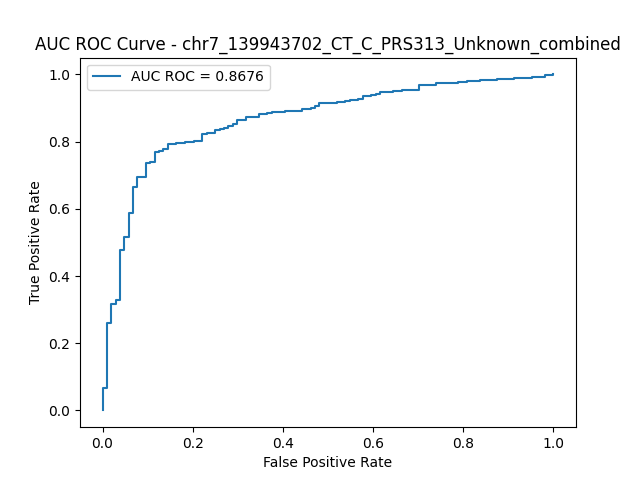 AUC ROC Curve - chr7_139943702_CT_C_PRS313_Unknown_combined
AUC ROC = 0.8676
1.0
0.8
0.6
0.4
0.2
0.0
True Positive Rate
0.0 0.2 0.4 0.6 0.8 1.0
False Positive Rate